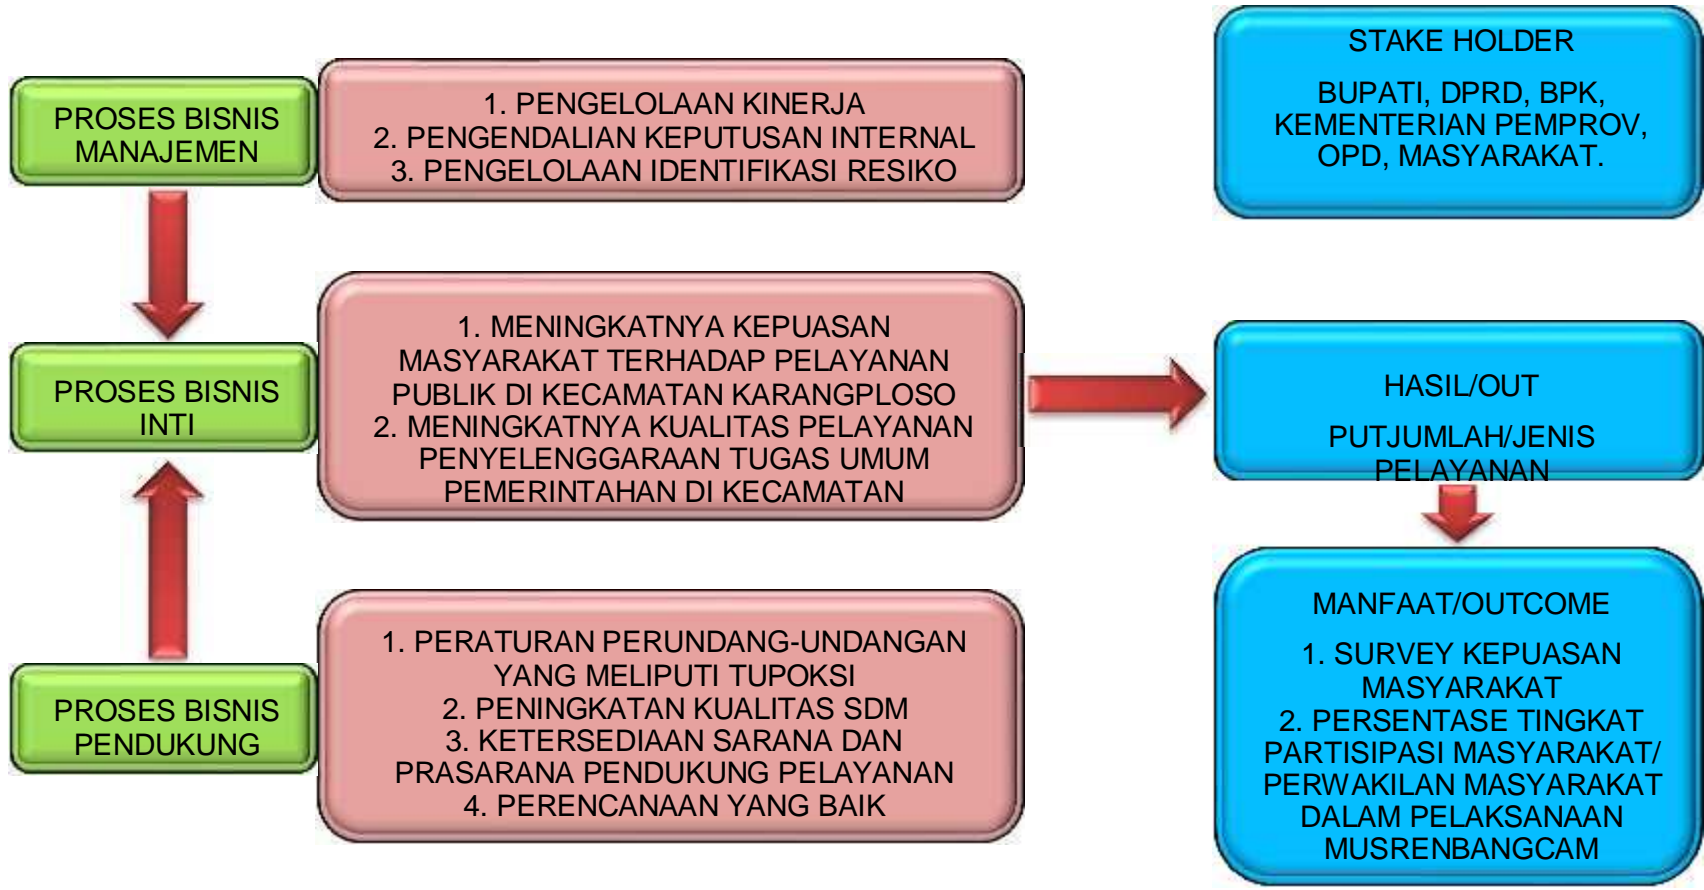 PROSES BISNIS
MANAJEMEN
1. PENGELOLAAN KINERJA
2. PENGENDALIAN KEPUTUSAN INTERNAL
3. PENGELOLAAN IDENTIFIKASI RESIKO
STAKE HOLDER
BUPATI, DPRD, BPK,
KEMENTERIAN PEMPROV,
OPD, MASYARAKAT.
PROSES BISNIS
INTI
1. MENINGKATNYA KEPUASAN
MASYARAKAT TERHADAP PELAYANAN
PUBLIK DI KECAMATAN KARANGPLOSO
2. MENINGKATNYA KUALITAS PELAYANAN
PENYELENGGARAAN TUGAS UMUM
PEMERINTAHAN DI KECAMATAN
HASIL/OUT
PUTJUMLAH/JENIS
PELAYANAN
PROSES BISNIS
PENDUKUNG
1. PERATURAN PERUNDANG-UNDANGAN
YANG MELIPUTI TUPOKSI
2. PENINGKATAN KUALITAS SDM
3. KETERSEDIAAN SARANA DAN
PRASARANA PENDUKUNG PELAYANAN
4. PERENCANAAN YANG BAIK
MANFAAT/OUTCOME
1. SURVEY KEPUASAN
MASYARAKAT
2. PERSENTASE TINGKAT
PARTISIPASI MASYARAKAT/
PERWAKILAN MASYARAKAT
DALAM PELAKSANAAN
MUSRENBANGCAM